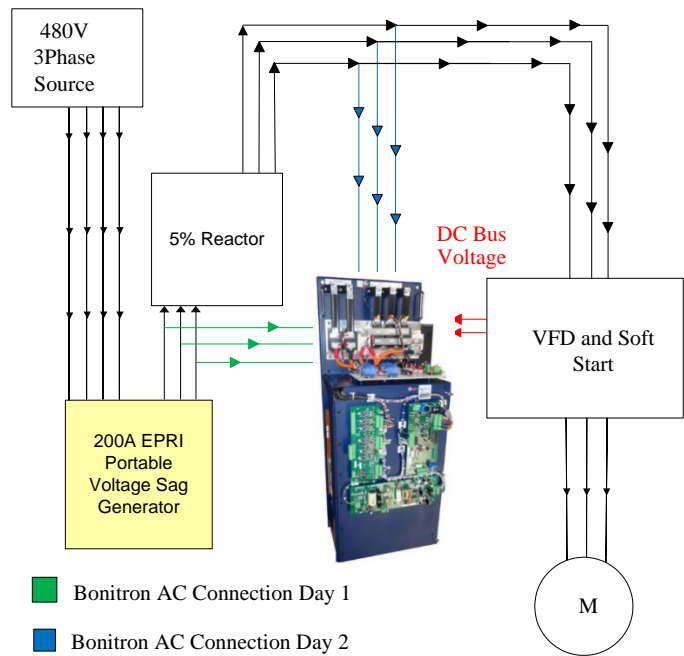 480V
3Phase
Source
5% Reactor
DC Bus
Voltage
VFD and Soft
Start
200A EPRI
Portable
Voltage Sag
Generator
M
Bonitron AC Connection Day 1
Bonitron AC Connection Day 2